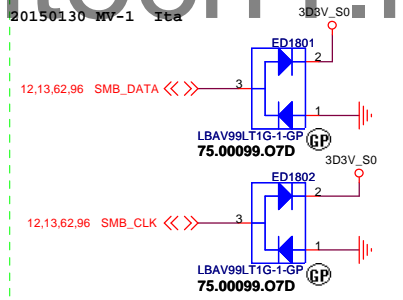 20150130 MV-1 Ita
3D3V_S0
ED1801
2
12,13,62,96 SMB_DATA
3
1
LBAV99LT1G-1-GP
GP
75.00099.O7D
3D3V_S0
ED1802
2
12,13,62,96 SMB_CLK
3
1
LBAV99LT1G-1-GP
GP
75.00099.O7D